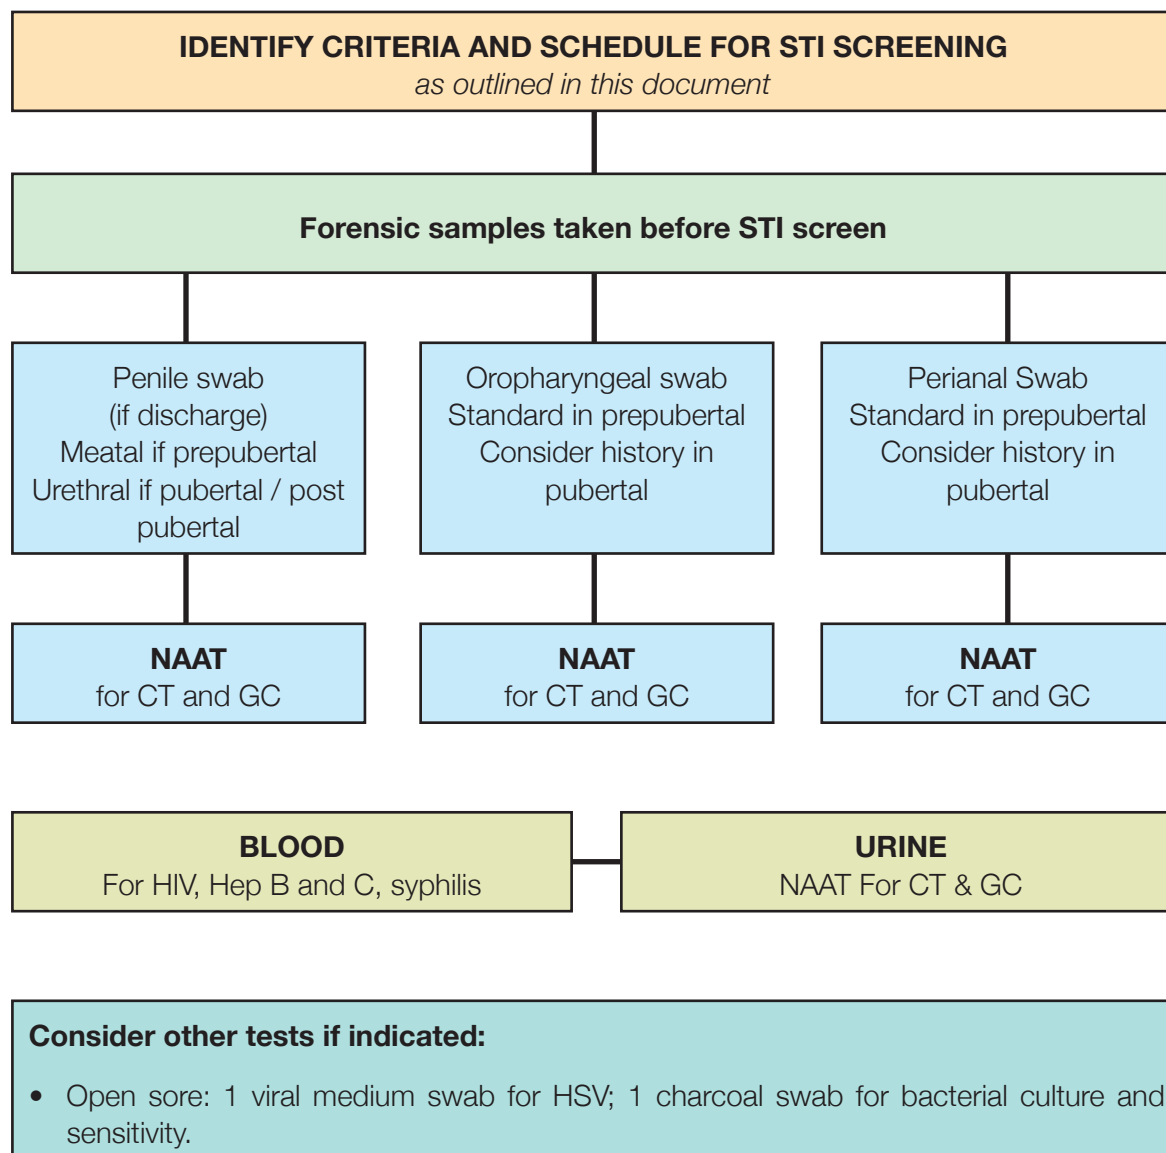 IDENTIFY CRITERIA AND SCHEDULE FOR STI SCREENING
as outlined in this document
Forensic samples taken before STI screen
Penile swab
(if discharge)
Meatal if prepubertal
Urethral if pubertal / post
pubertal
Oropharyngeal swab
Standard in prepubertal
Consider history in
pubertal
Perianal Swab
Standard in prepubertal
Consider history in
pubertal
NAAT
for CT and GC
NAAT
for CT and GC
NAAT
for CT and GC
BLOOD
For HIV, Hep B and C, syphilis
URINE
NAAT For CT & GC
Consider other tests if indicated:
• Open sore: 1 viral medium swab for HSV; 1 charcoal swab for bacterial culture and
sensitivity.